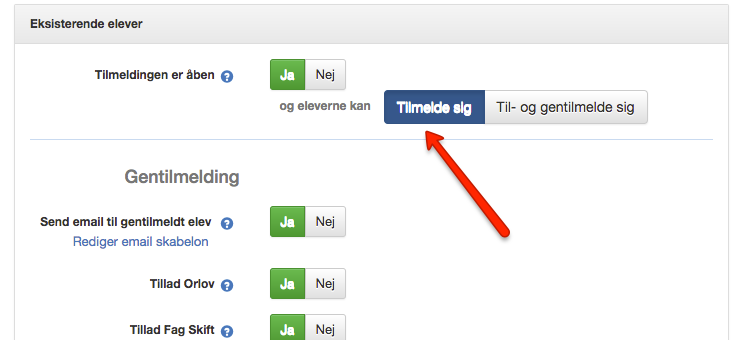 Eksisterende elever
Tilmeldingen er åben ? Ja Nej
og eleverne kan Tilmelde sig Til- og gentilmelde sig
Gentilmelding
Send email til gentilmeldt elev ? Ja Nej
Rediger email skabelon
Tillad Orlov ? Ja Nej
Tillad Fag Skift ? Ja Nej